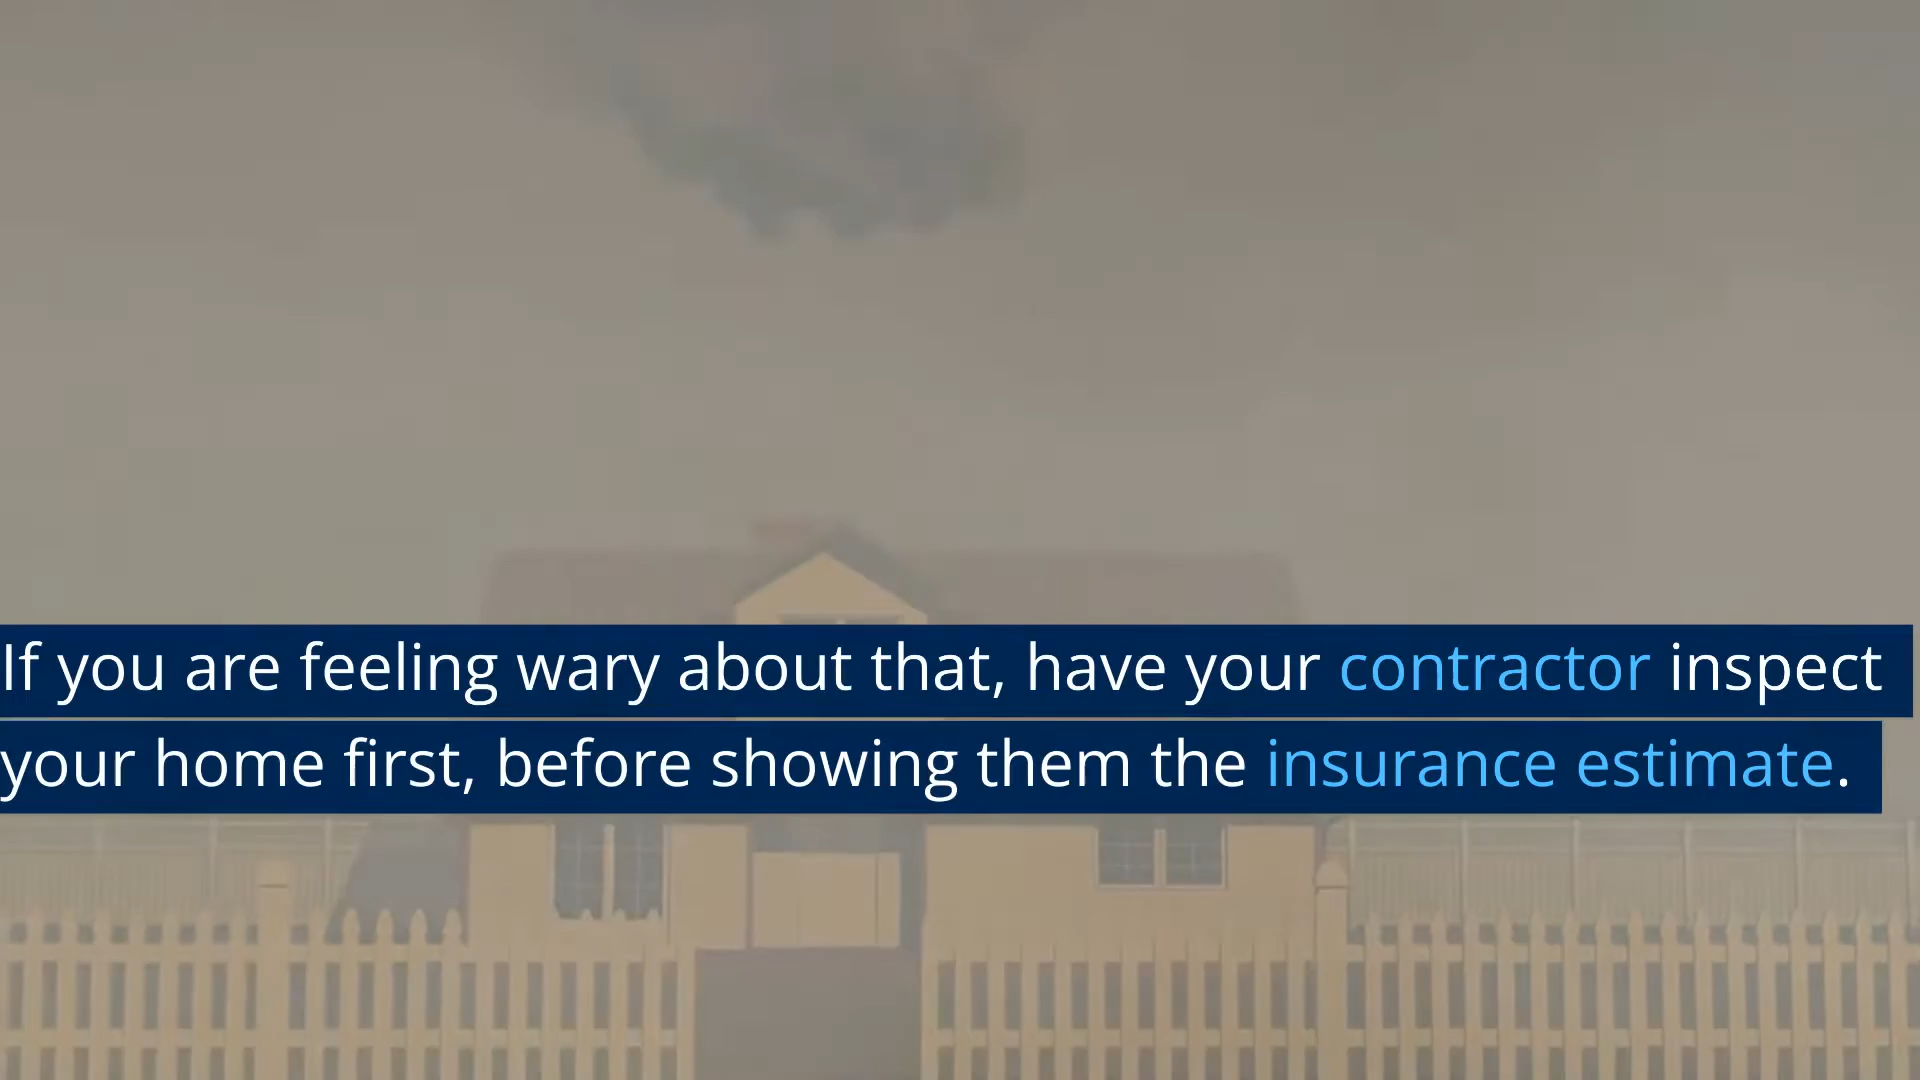 If you are feeling wary about that, have your contractor inspect
your home first, before showing them the insurance estimate.